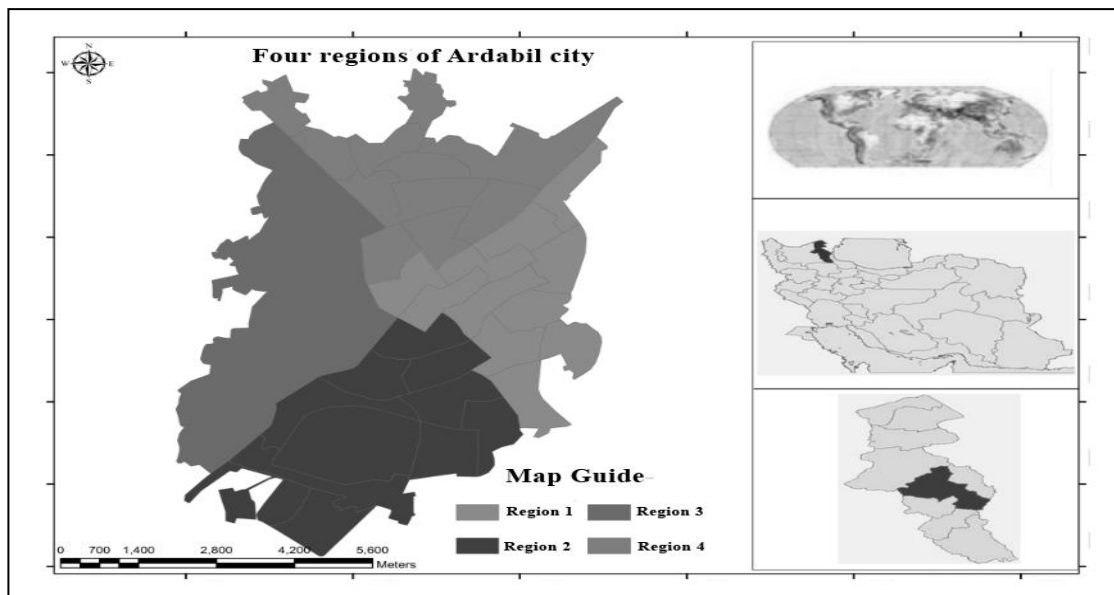 Four regions of Ardabil city
N
W E
S
Map Guide
Region 1 Region 3
Region 2 Region 4
0 700 1,400 2,800 4,200 5,600
Meters